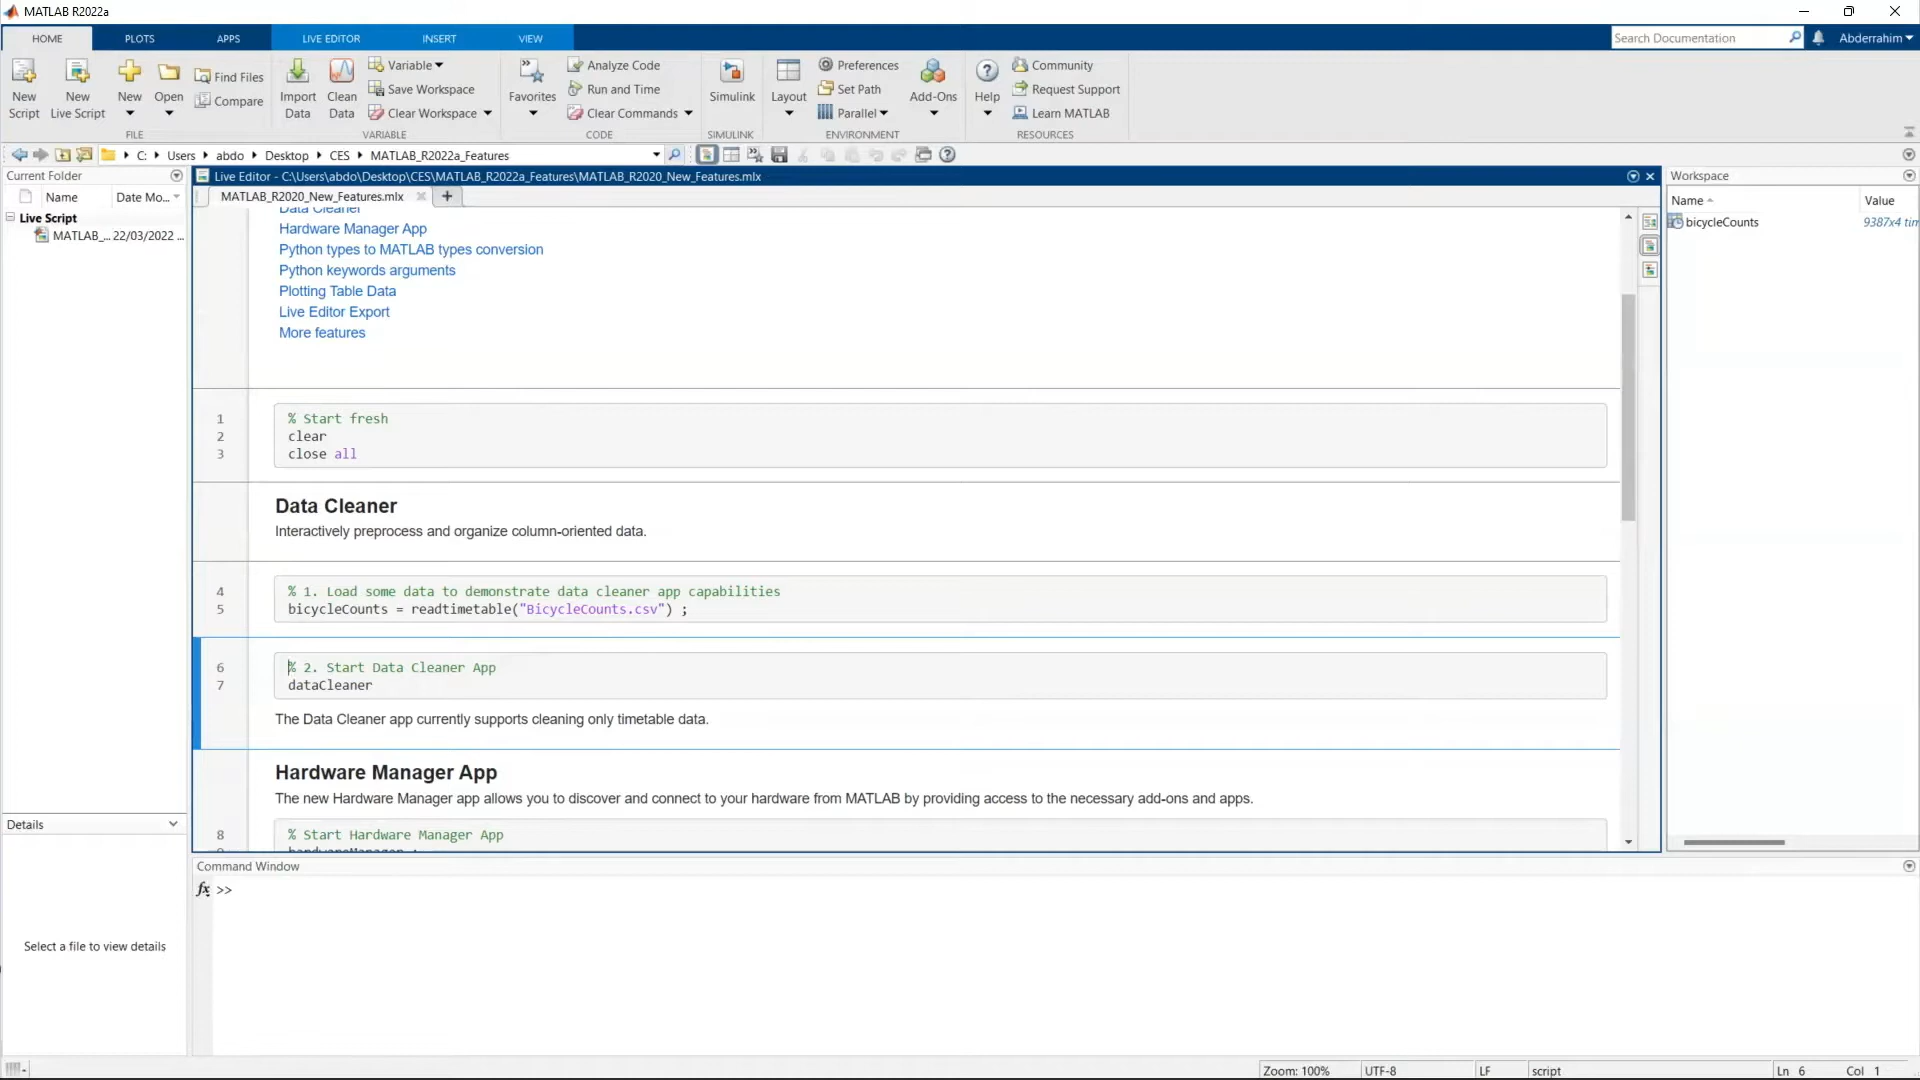 MATLAB R2022a
HOME PLOTS APPS LIVE EDITOR INSERT VIEW
Search Documentation Abderrahim
New Script
New Live Script
New
Open
Find Files
Compare
FILE
Import Data
Clean Data
Variable
Save Workspace
Clear Workspace
VARIABLE
Favorites
Analyze Code
Run and Time
Clear Commands
CODE
Simulink
SIMULINK
Layout
Preferences
Set Path
Parallel
Add-Ons
ENVIRONMENT
Help
Community
Request Support
Learn MATLAB
RESOURCES
C: Users abdo Desktop CES MATLAB_R2022a_Features
Current Folder
Name Date Mo...
Live Script
MATLAB_... 22/03/2022 ...
Details
Select a file to view details
Live Editor - C:\Users\abdo\Desktop\CES\MATLAB_R2022a_Features\MATLAB_R2020_New_Features.mlx
MATLAB_R2020_New_Features.mlx
Data Cleaner
Hardware Manager App
Python types to MATLAB types conversion
Python keywords arguments
Plotting Table Data
Live Editor Export
More features
1 % Start fresh
2 clear
3 close all
Data Cleaner
Interactively preprocess and organize column-oriented data.
4 % 1. Load some data to demonstrate data cleaner app capabilities
5 bicycleCounts = readtimetable("BicycleCounts.csv") ;
6 % 2. Start Data Cleaner App
7 dataCleaner
The Data Cleaner app currently supports cleaning only timetable data.
Hardware Manager App
The new Hardware Manager app allows you to discover and connect to your hardware from MATLAB by providing access to the necessary add-ons and apps.
8 % Start Hardware Manager App
Command Window
fx >>
Workspace
Name Value
bicycleCounts 9387x4 tim
Zoom: 100% UTF-8 LF script Ln 6 Col 1